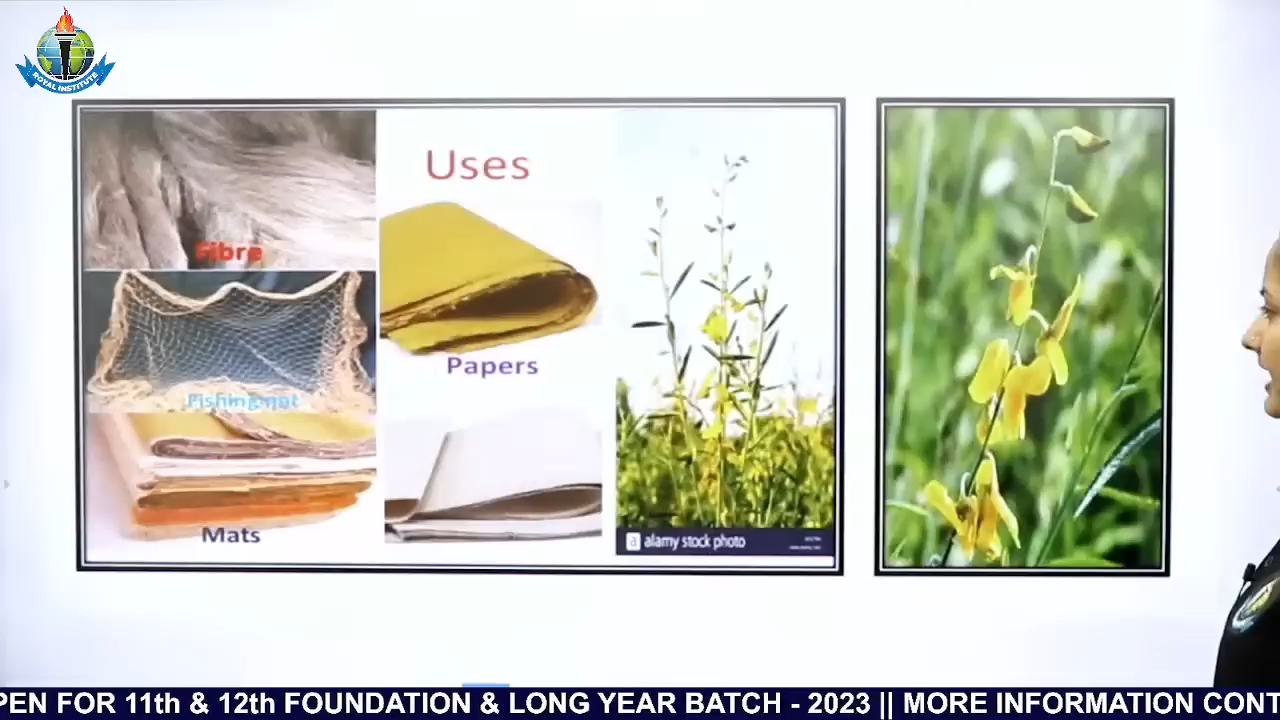 ROYAL INSTITUTE
Uses
Fibre
Papers
Fishing net
Mats
a alamy stock photo
PEN FOR 11th & 12th FOUNDATION & LONG YEAR BATCH - 2023 || MORE INFORMATION CONT